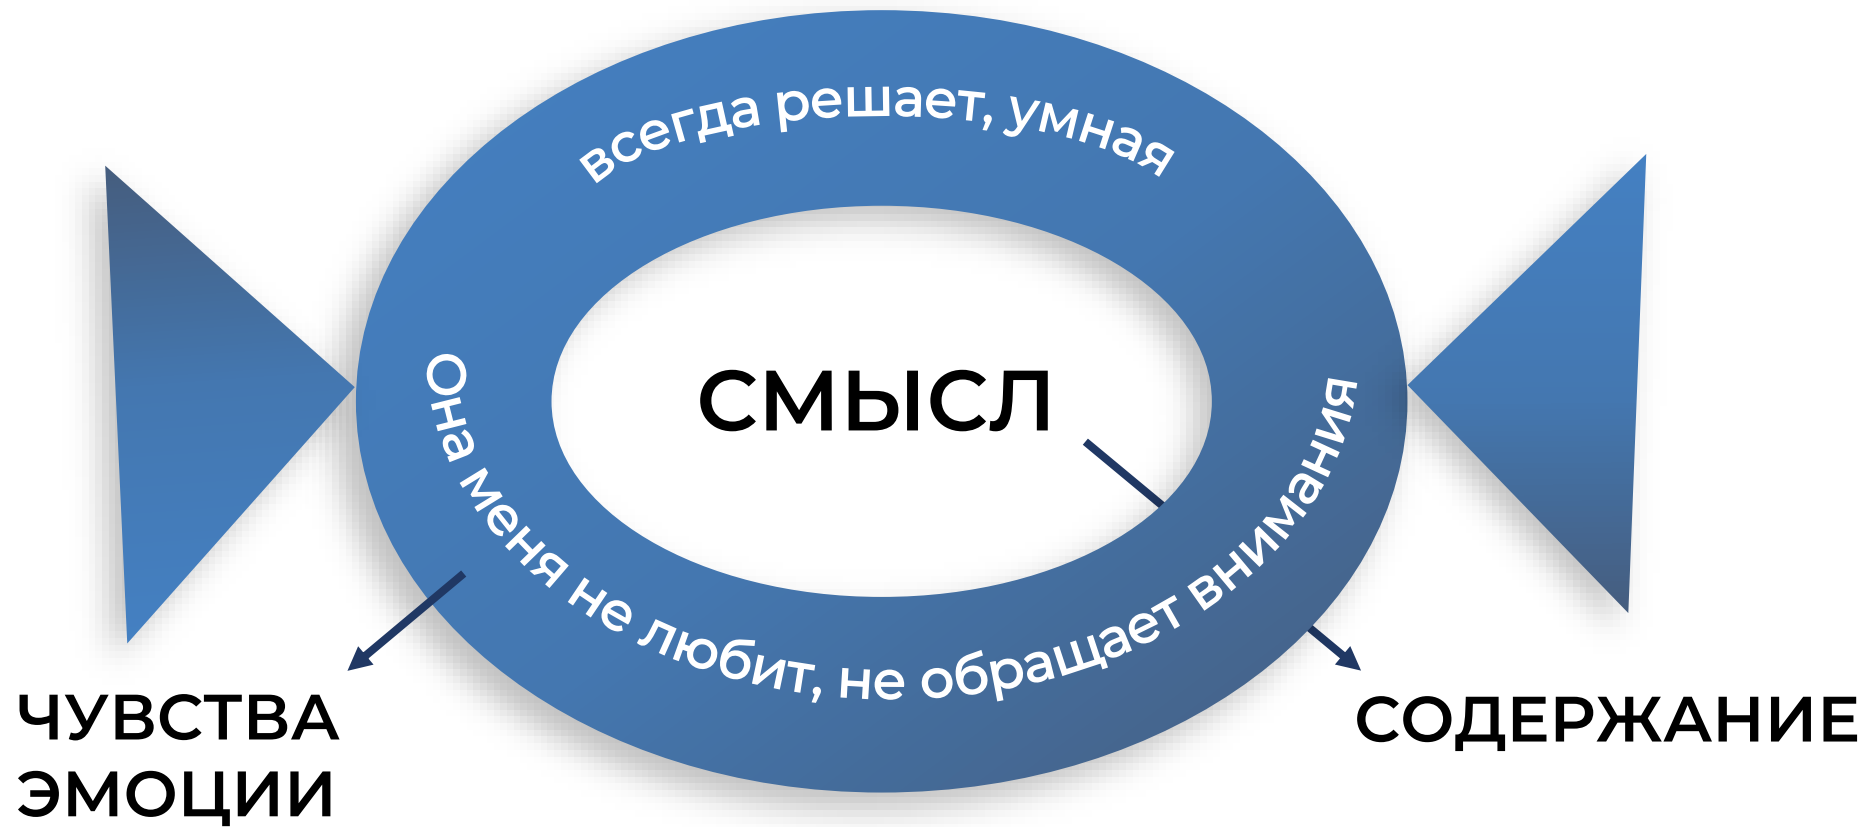 всегда решает, умная
СМЫСЛ
Она меня не любит, не обращает внимания
ЧУВСТВА
ЭМОЦИИ
СОДЕРЖАНИЕ